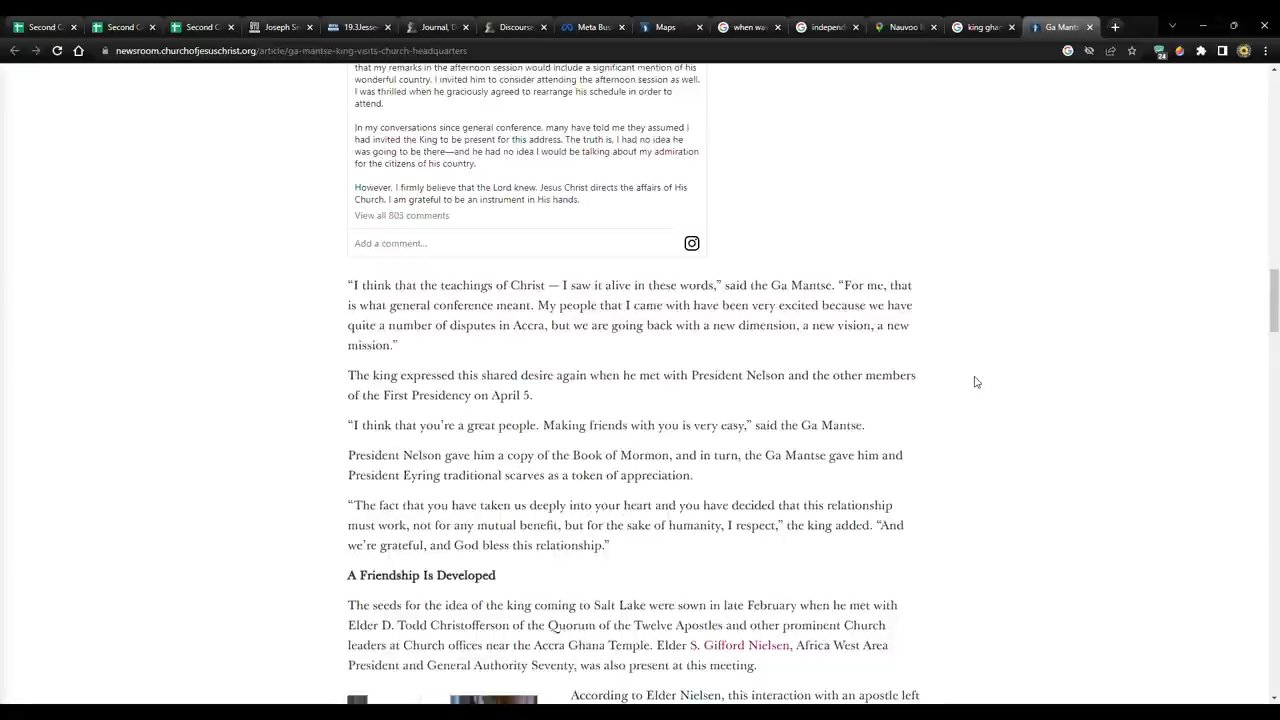 Second C
Second C
Second C
Joseph Se
19.3Jesse
Journal, D
Discourse
Meta Bus
Maps
when wa
independ
Nauvoo I
king ghan
Ga Mants
newsroom.churchofjesuschrist.org/article/ga-mantse-king-visits-church-headquarters
24
that my remarks in the afternoon session would include a significant mention of his
wonderful country. I invited him to consider attending the afternoon session as well.
I was thrilled when he graciously agreed to rearrange his schedule in order to
attend.
In my conversations since general conference, many have told me they assumed I
had invited the King to be present for this address. The truth is, I had no idea he
was going to be there—and he had no idea I would be talking about my admiration
for the citizens of his country.
However, I firmly believe that the Lord knew. Jesus Christ directs the affairs of His
Church. I am grateful to be an instrument in His hands.
View all 803 comments
Add a comment...
“I think that the teachings of Christ — I saw it alive in these words,” said the Ga Mantse. “For me, that
is what general conference meant. My people that I came with have been very excited because we have
quite a number of disputes in Accra, but we are going back with a new dimension, a new vision, a new
mission.”
The king expressed this shared desire again when he met with President Nelson and the other members
of the First Presidency on April 5.
“I think that you’re a great people. Making friends with you is very easy,” said the Ga Mantse.
President Nelson gave him a copy of the Book of Mormon, and in turn, the Ga Mantse gave him and
President Eyring traditional scarves as a token of appreciation.
“The fact that you have taken us deeply into your heart and you have decided that this relationship
must work, not for any mutual benefit, but for the sake of humanity, I respect,” the king added. “And
we’re grateful, and God bless this relationship.”
A Friendship Is Developed
The seeds for the idea of the king coming to Salt Lake were sown in late February when he met with
Elder D. Todd Christofferson of the Quorum of the Twelve Apostles and other prominent Church
leaders at Church offices near the Accra Ghana Temple. Elder S. Gifford Nielsen, Africa West Area
President and General Authority Seventy, was also present at this meeting.
According to Elder Nielsen, this interaction with an apostle left